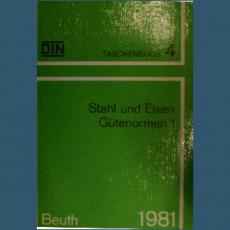 DIN TASCHENBUCH 4
Stahl und Eisen
Gütenormen 1
Beuth 1981